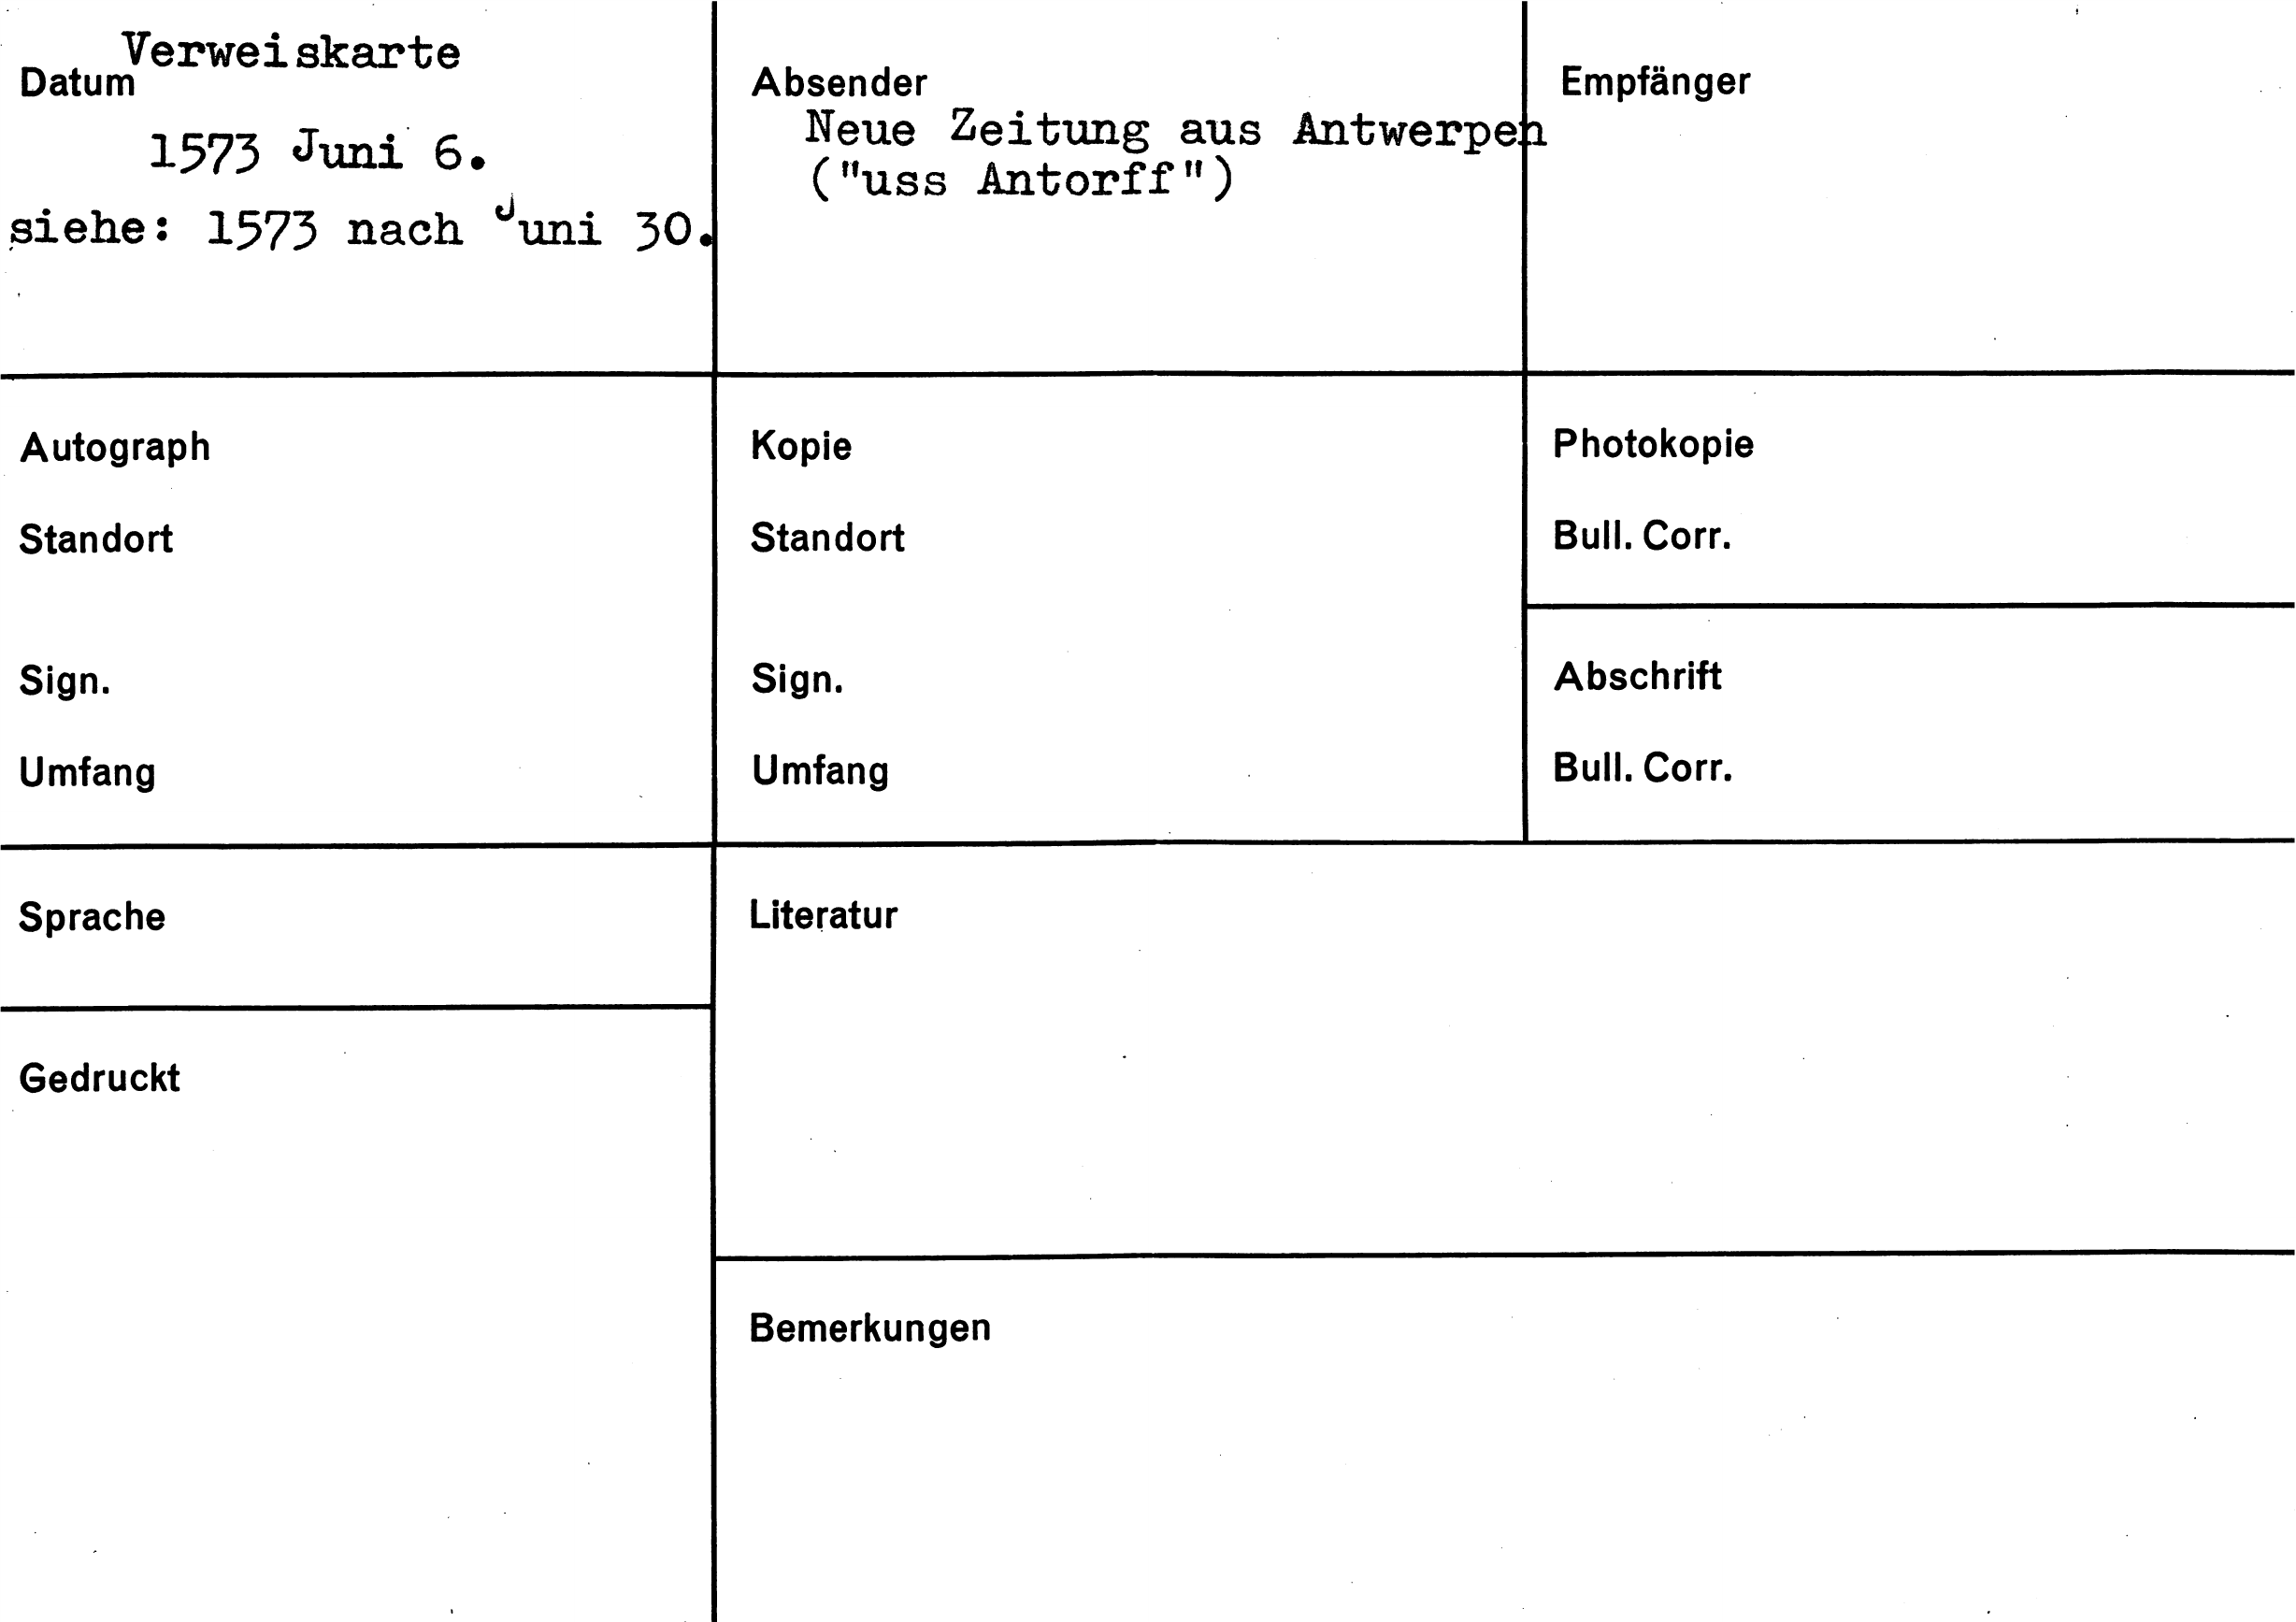 Verweiskarte
Datum
1573 Juni 6.
siehe: 1573 nach Juni 30.
Absender
Neue Zeitung aus Antwerpen
("uss Antorff")
Empfänger
Autograph
Standort
Sign.
Umfang
Kopie
Standort
Sign.
Umfang
Photokopie
Bull. Corr.
Abschrift
Bull. Corr.
Sprache
Gedruckt
Literatur
Bemerkungen